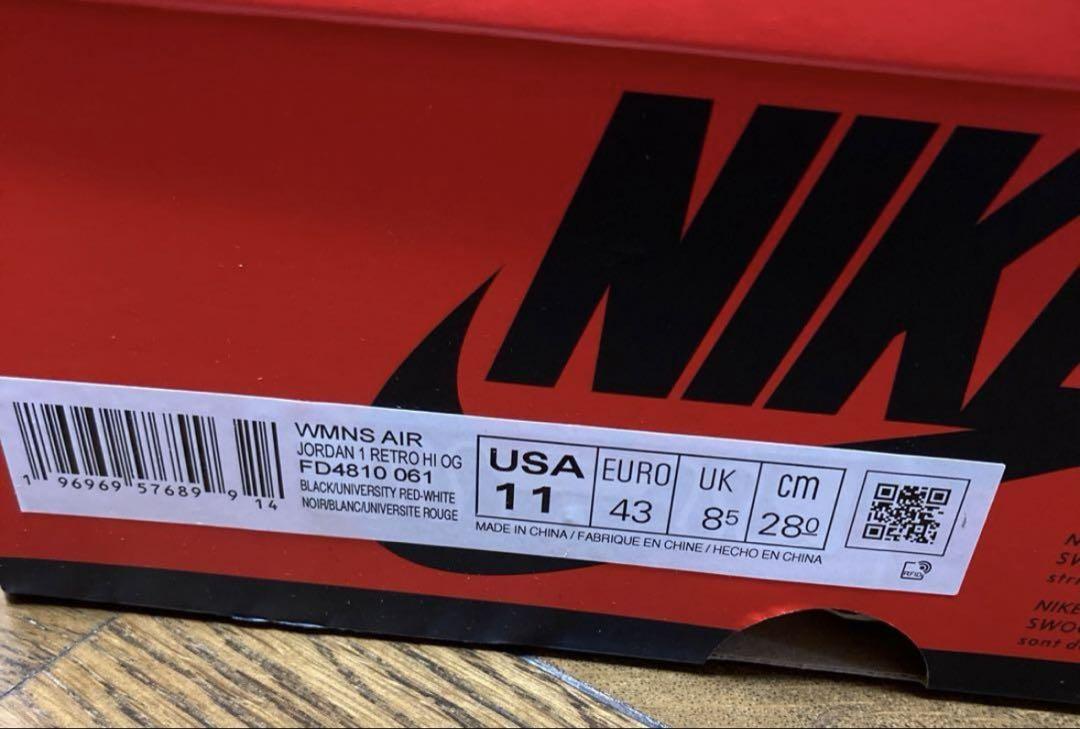 NIK
WMNS AIR
JORDAN 1 RETRO HI OG
FD4810 061
BLACK/UNIVERSITY RED-WHITE
NOIR/BLANC/UNIVERSITE ROUGE
1 96969 57689 9 14
USA EURO UK cm
11 43 8⁵ 28⁰
MADE IN CHINA / FABRIQUE EN CHINE / HECHO EN CHINA
RFID
NIKE
SWO
sont d